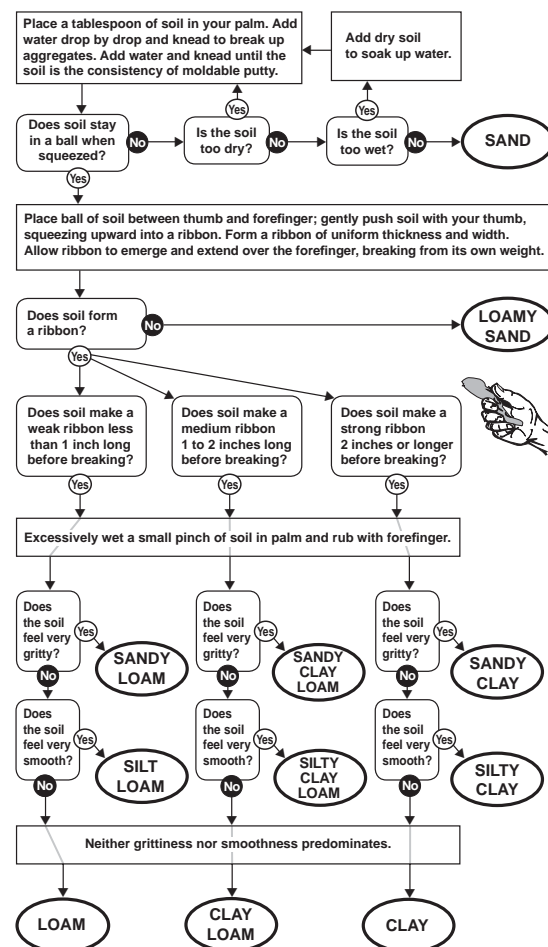 Place a tablespoon of soil in your palm. Add
water drop by drop and knead to break up
aggregates. Add water and knead until the
soil is the consistency of moldable putty.
Add dry soil
to soak up water.
Yes
Yes
Does soil stay
in a ball when
squeezed?
No
Is the soil
too dry?
No
Is the soil
too wet?
No
SAND
Yes
Place ball of soil between thumb and forefinger; gently push soil with your thumb,
squeezing upward into a ribbon. Form a ribbon of uniform thickness and width.
Allow ribbon to emerge and extend over the forefinger, breaking from its own weight.
Does soil form
a ribbon?
No
LOAMY
SAND
Yes
Does soil make a
weak ribbon less
than 1 inch long
before breaking?
Does soil make a
medium ribbon
1 to 2 inches long
before breaking?
Does soil make a
strong ribbon
2 inches or longer
before breaking?
Yes
Yes
Yes
Excessively wet a small pinch of soil in palm and rub with forefinger.
Does
the soil
feel very
gritty?
Yes
SANDY
LOAM
No
Does
the soil
feel very
gritty?
Yes
SANDY
CLAY
LOAM
No
Does
the soil
feel very
gritty?
Yes
SANDY
CLAY
No
Does
the soil
feel very
smooth?
Yes
SILT
LOAM
No
Does
the soil
feel very
smooth?
Yes
SILTY
CLAY
LOAM
No
Does
the soil
feel very
smooth?
Yes
SILTY
CLAY
No
Neither grittiness nor smoothness predominates.
LOAM
CLAY
LOAM
CLAY